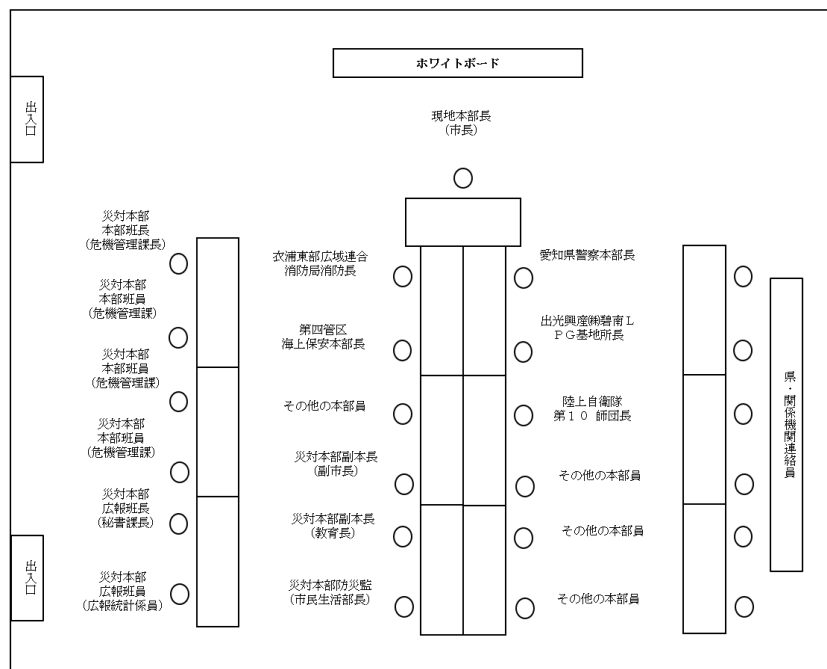 ホワイトボード
出入口
現地本部長
(市長)
災対本部
本部班長
(危機管理課長)
災対本部
本部班員
(危機管理課)
災対本部
本部班員
(危機管理課)
災対本部
本部班員
(危機管理課)
災対本部
広報班長
(秘書課長)
災対本部
広報班員
(広報統計係員)
出入口
衣浦東部広域連合
消防局消防長
第四管区
海上保安本部長
その他の本部員
災対本部副本長
(副市長)
災対本部副本長
(教育長)
災対本部防災監
(市民生活部長)
愛知県警察本部長
出光興産㈱碧南L
PG基地所長
陸上自衛隊
第10 師団長
その他の本部員
その他の本部員
その他の本部員
県・関係機関連絡員